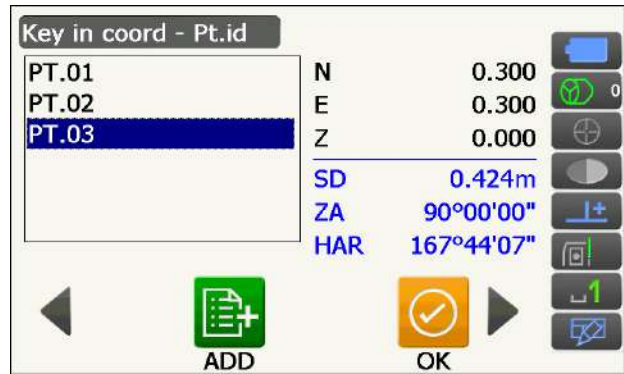 Key in coord - Pt.id
PT.01
PT.02
PT.03
N 0.300
E 0.300
Z 0.000
SD 0.424m
ZA 90°00'00"
HAR 167°44'07"
0
1
ADD
OK